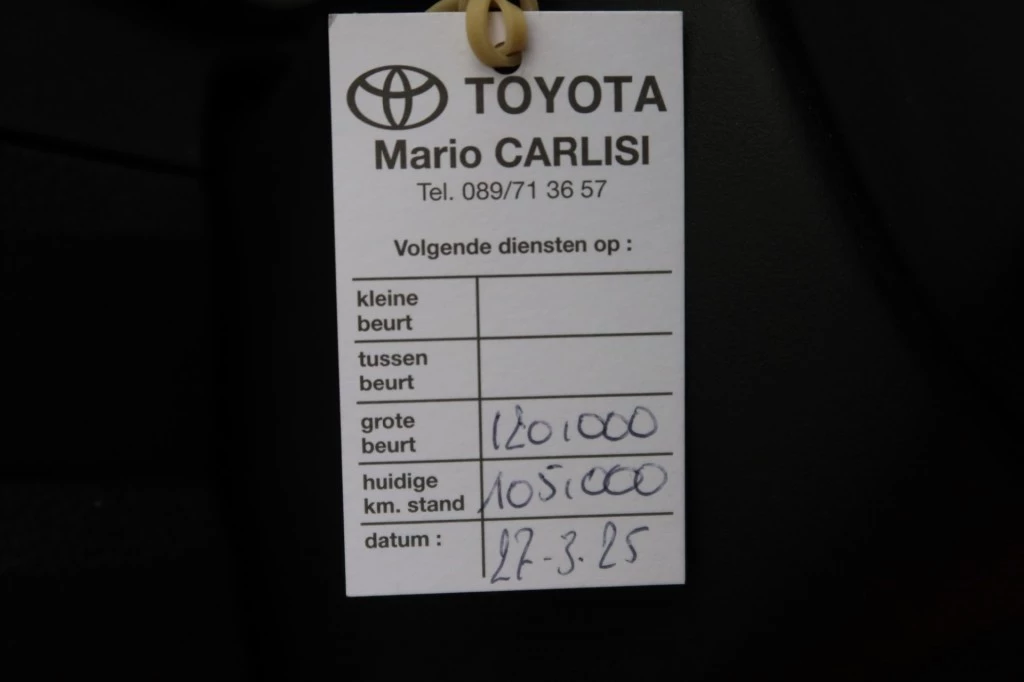 TOYOTA
Mario CARLISI
Tel. 089/71 36 57
Volgende diensten op :
kleine
beurt
tussen
beurt
grote
beurt 120.000
huidige
km. stand 105.000
datum : 27-3.25